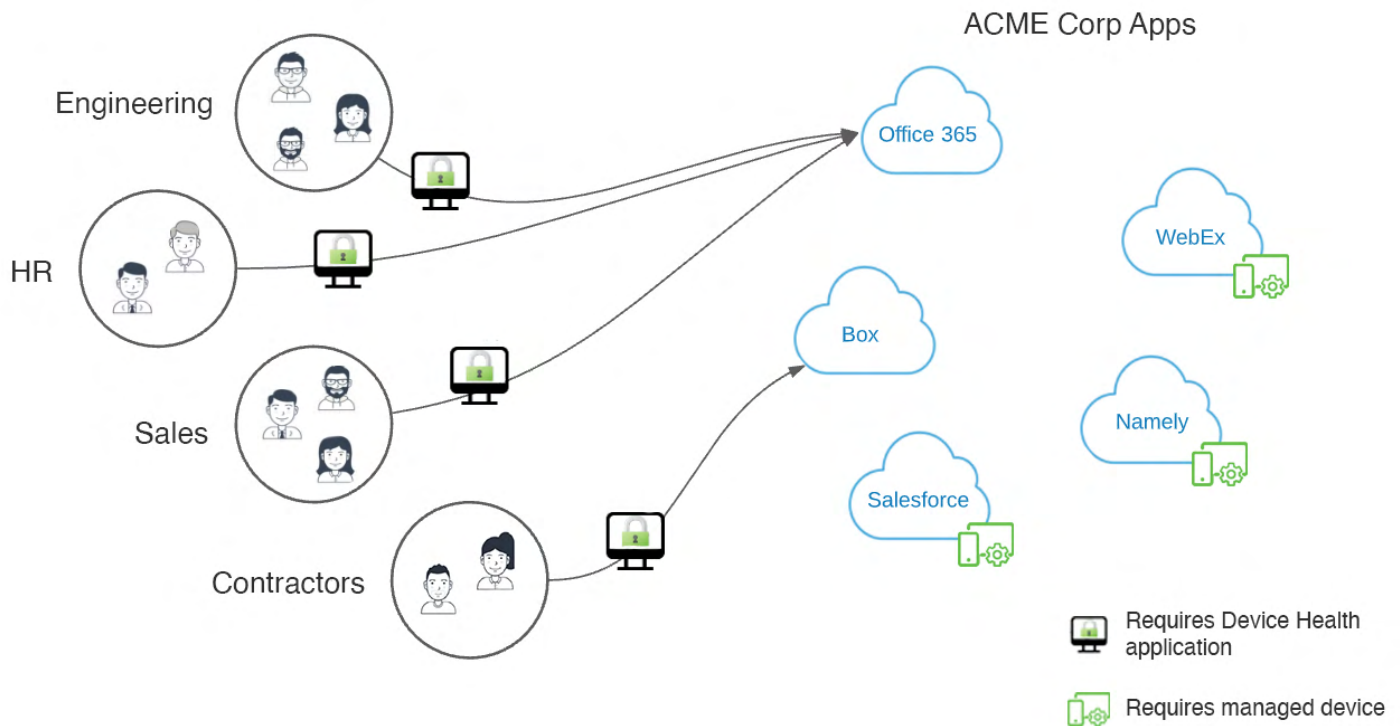 ACME Corp Apps
Engineering
Office 365
WebEx
HR
Box
Namely
Sales
Salesforce
Contractors
Requires Device Health
application
Requires managed device